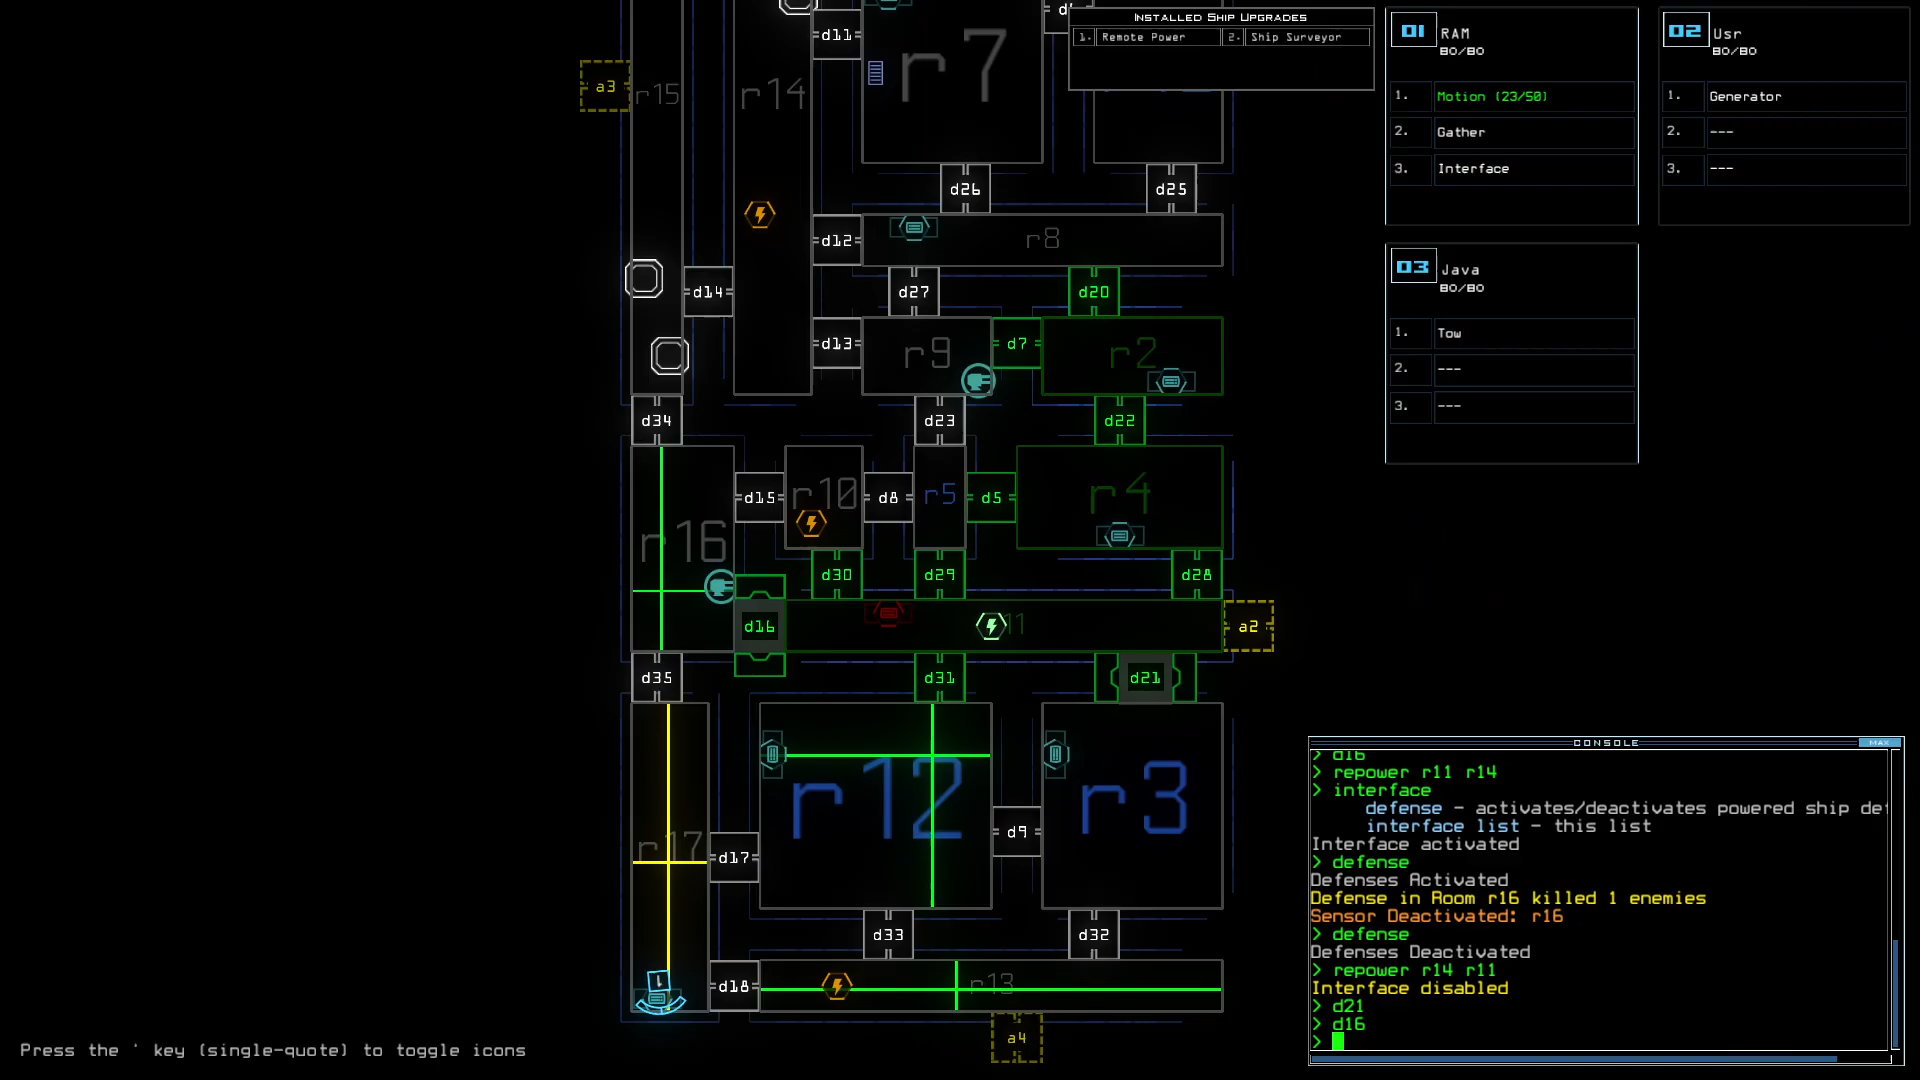 Installed Ship Upgrades
1. Remote Power 2. Ship Surveyor
01 RAM
80/80
1. Motion (23/50)
2. Gather
3. Interface
02 Usr
80/80
1. Generator
2. ---
3. ---
03 Java
80/80
1. Tow
2. ---
3. ---
d11
r7
a3
r15
r14
d26
d25
d12
r8
d14
d27
d20
d13
r9
d7
r2
d34
d23
d22
d15
r10
d8
r5
d5
r4
r16
d30
d29
d28
d16
a2
d35
d31
d21
r12
r3
r17
d17
d9
d33
d32
d18
r13
a4
CONSOLE
MAX
> d16
> repower r11 r14
> interface
defense - activates/deactivates powered ship def
interface list - this list
Interface activated
> defense
Defenses Activated
Defense in Room r16 killed 1 enemies
Sensor Deactivated: r16
> defense
Defenses Deactivated
> repower r14 r11
Interface disabled
> d21
> d16
>
Press the ' key (single-quote) to toggle icons